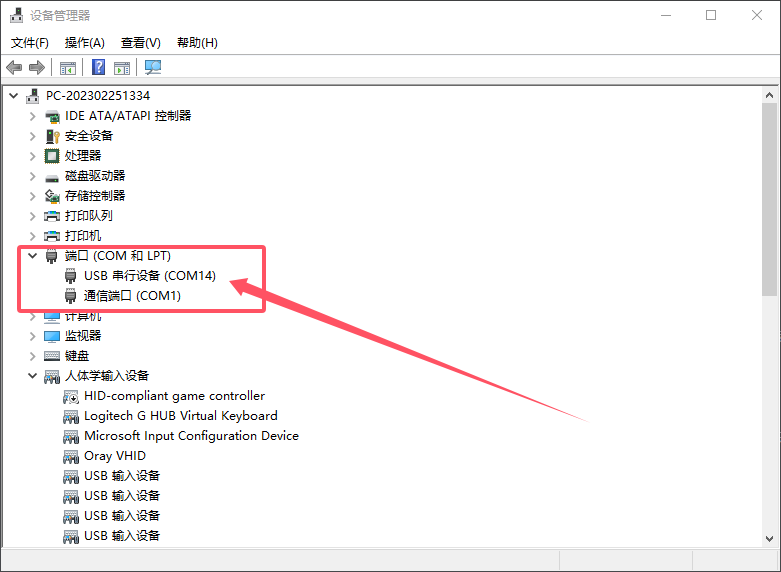 设备管理器
文件(F) 操作(A) 查看(V) 帮助(H)
PC-202302251334
IDE ATA/ATAPI 控制器
安全设备
处理器
磁盘驱动器
存储控制器
打印队列
打印机
端口 (COM 和 LPT)
USB 串行设备 (COM14)
通信端口 (COM1)
计算机
监视器
键盘
人体学输入设备
HID-compliant game controller
Logitech G HUB Virtual Keyboard
Microsoft Input Configuration Device
Oray VHID
USB 输入设备
USB 输入设备
USB 输入设备
USB 输入设备